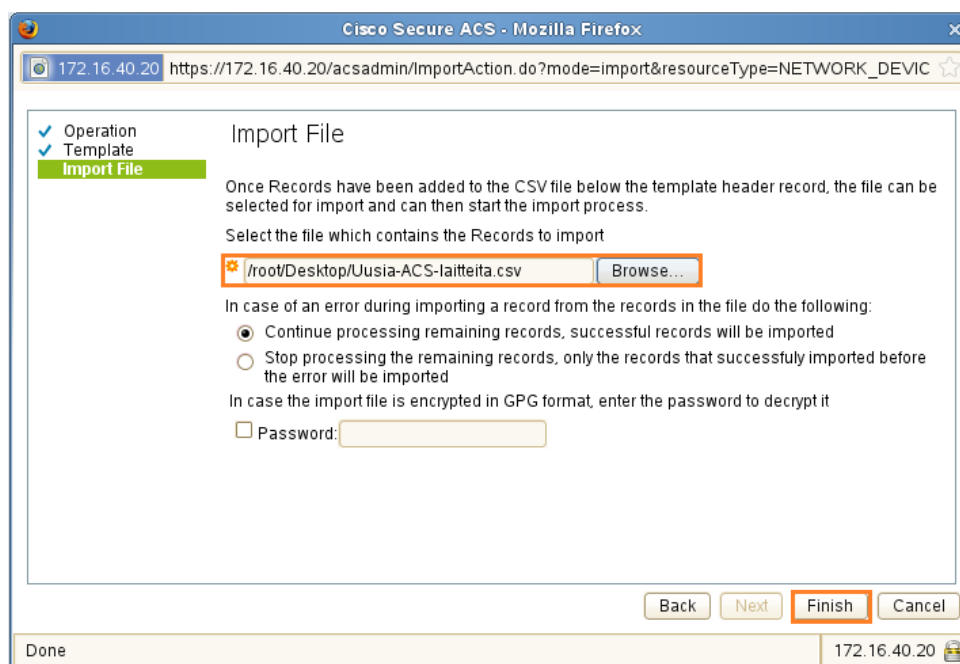 Cisco Secure ACS - Mozilla Firefox
172.16.40.20 https://172.16.40.20/acsadmin/ImportAction.do?mode=import&resourceType=NETWORK_DEVIC
Operation
Template
Import File
Import File
Once Records have been added to the CSV file below the template header record, the file can be
selected for import and can then start the import process.
Select the file which contains the Records to import
/root/Desktop/Uusia-ACS-laitteita.csv Browse...
In case of an error during importing a record from the records in the file do the following:
Continue processing remaining records, successful records will be imported
Stop processing the remaining records, only the records that successfuly imported before
the error will be imported
In case the import file is encrypted in GPG format, enter the password to decrypt it
Password:
Back Next Finish Cancel
Done 172.16.40.20